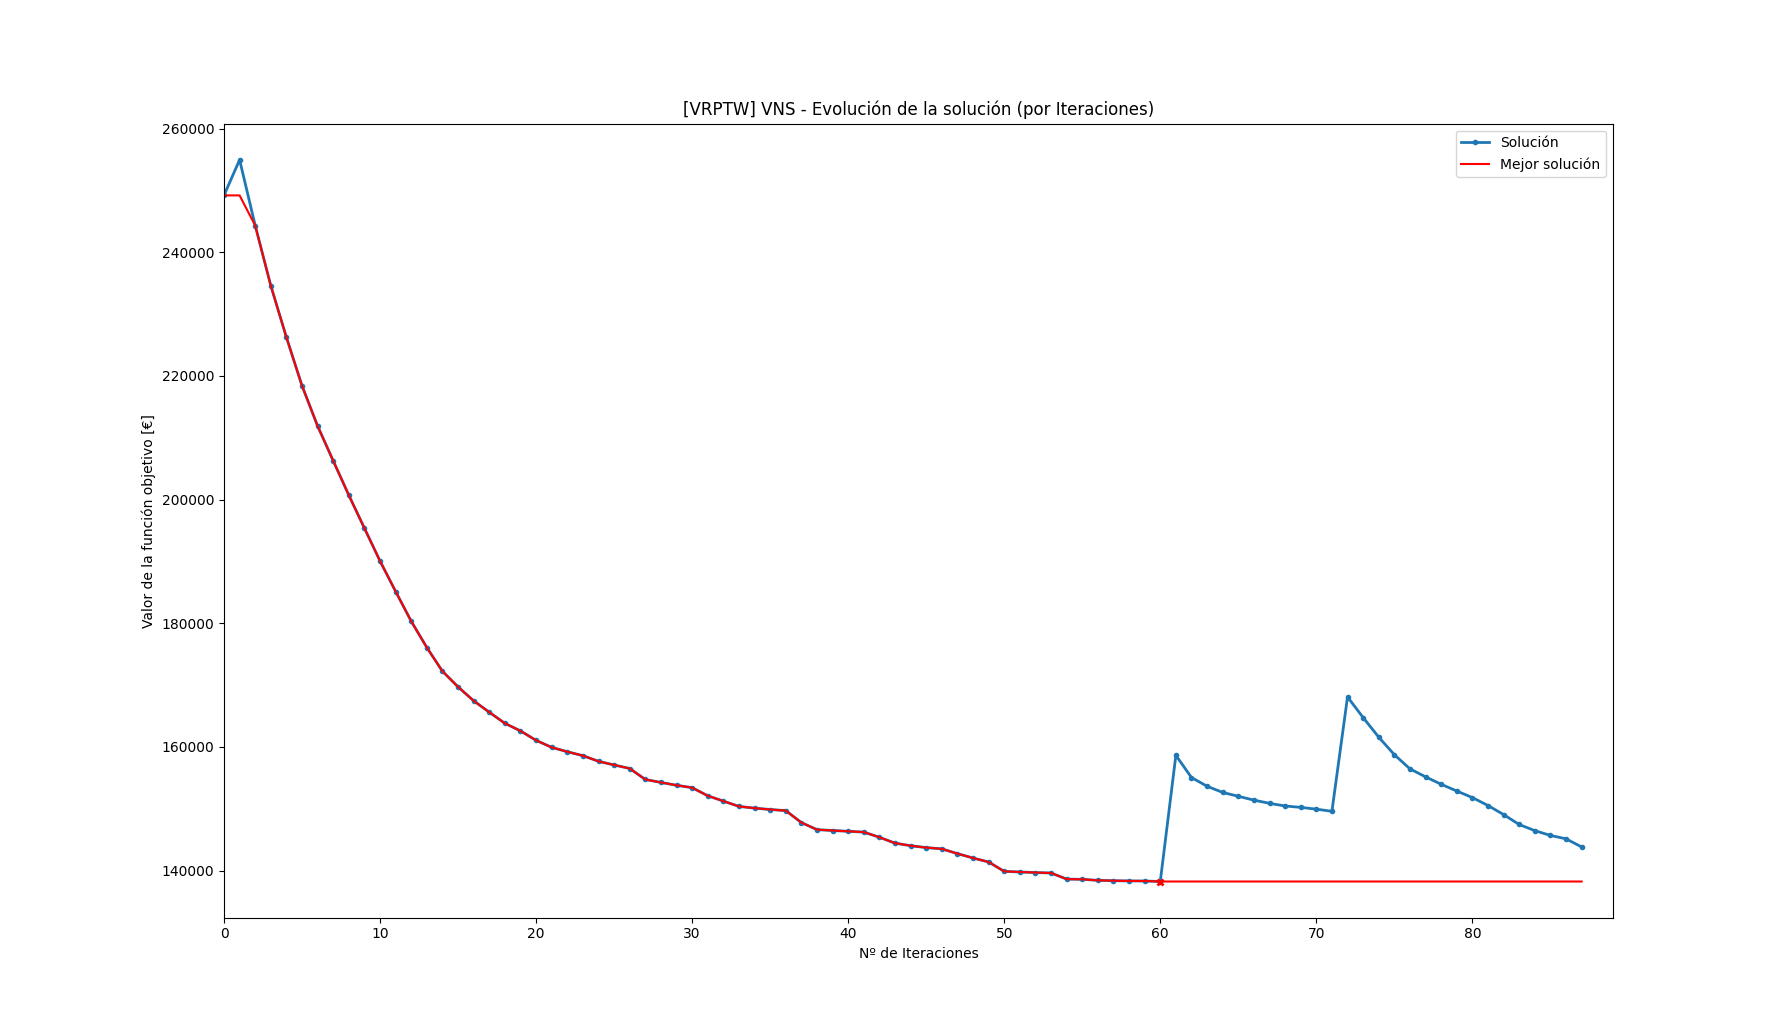 [VRPTW] VNS - Evolución de la solución (por Iteraciones)
Solución
Mejor solución
Valor de la función objetivo [€]
260000
240000
220000
200000
180000
160000
140000
0 10 20 30 40 50 60 70 80
Nº de Iteraciones